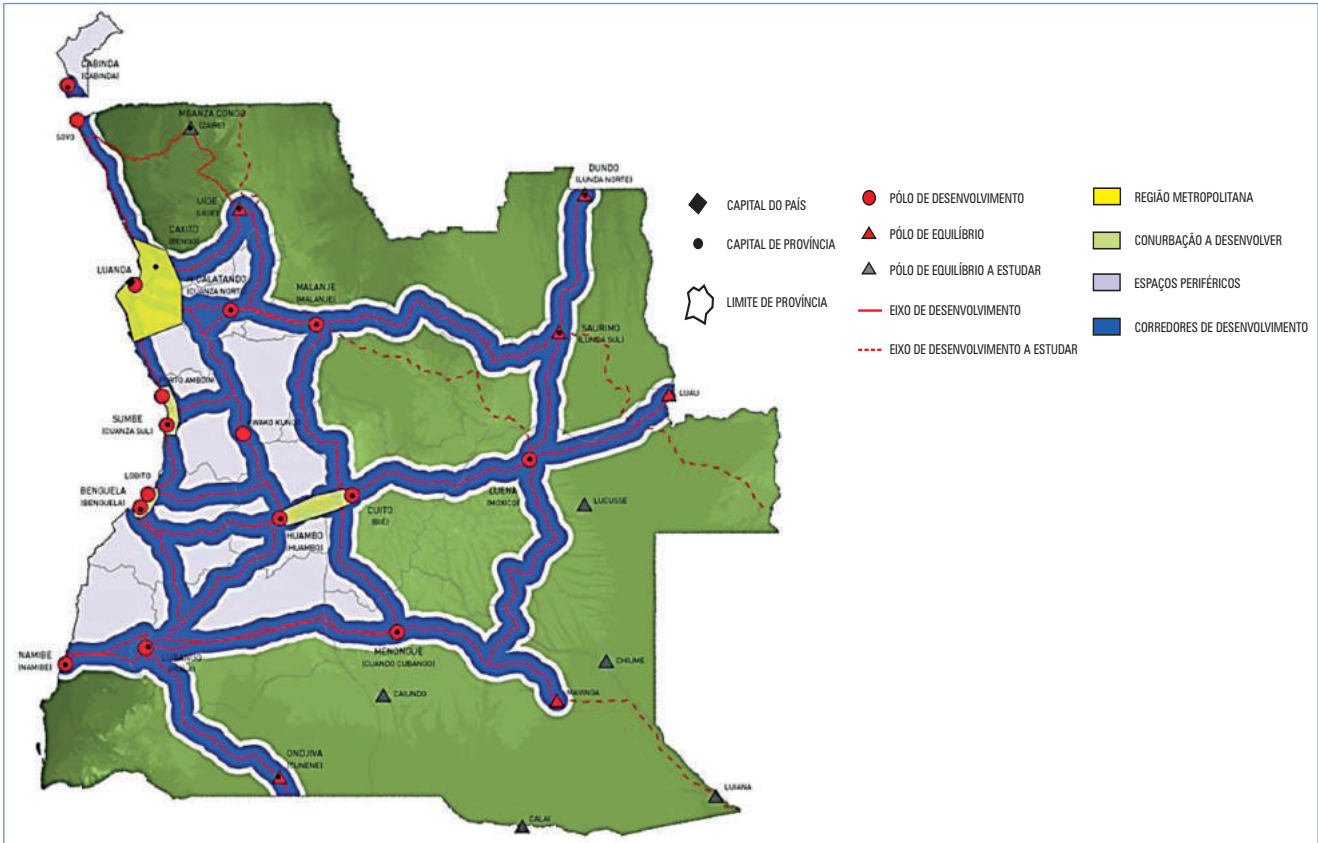 CABINDA
(CABINDA)
SOYO
MBANZA CONGO
(ZAIRE)
UIGE
(UIGE)
DUNDO
(LUNDA NORTE)
CAXITO
(BENGO)
LUANDA
N'CALATANDO
(CUANZA NORTE)
MALANJE
(MALANJE)
SAURIMO
(LUNDA SUL)
LUAU
PORTO AMBOIM
SUMBE
(CUANZA SUL)
WAKO KUNGO
LOBITO
BENGUELA
(BENGUELA)
HUAMBO
(HUAMBO)
CUITO
(BIÉ)
LUENA
(MOXICO)
LUCUSSE
NAMIBE
(NAMIBE)
LUBANGO
MENONGUE
(CUANDO CUBANGO)
CHIUME
CAIUNDO
MAVINGA
ONDJIVA
(CUNENE)
LUIANA
CALAI
CAPITAL DO PAÍS
CAPITAL DE PROVÍNCIA
LIMITE DE PROVÍNCIA
PÓLO DE DESENVOLVIMENTO
PÓLO DE EQUILÍBRIO
PÓLO DE EQUILÍBRIO A ESTUDAR
EIXO DE DESENVOLVIMENTO
EIXO DE DESENVOLVIMENTO A ESTUDAR
REGIÃO METROPOLITANA
CONURBAÇÃO A DESENVOLVER
ESPAÇOS PERIFÉRICOS
CORREDORES DE DESENVOLVIMENTO